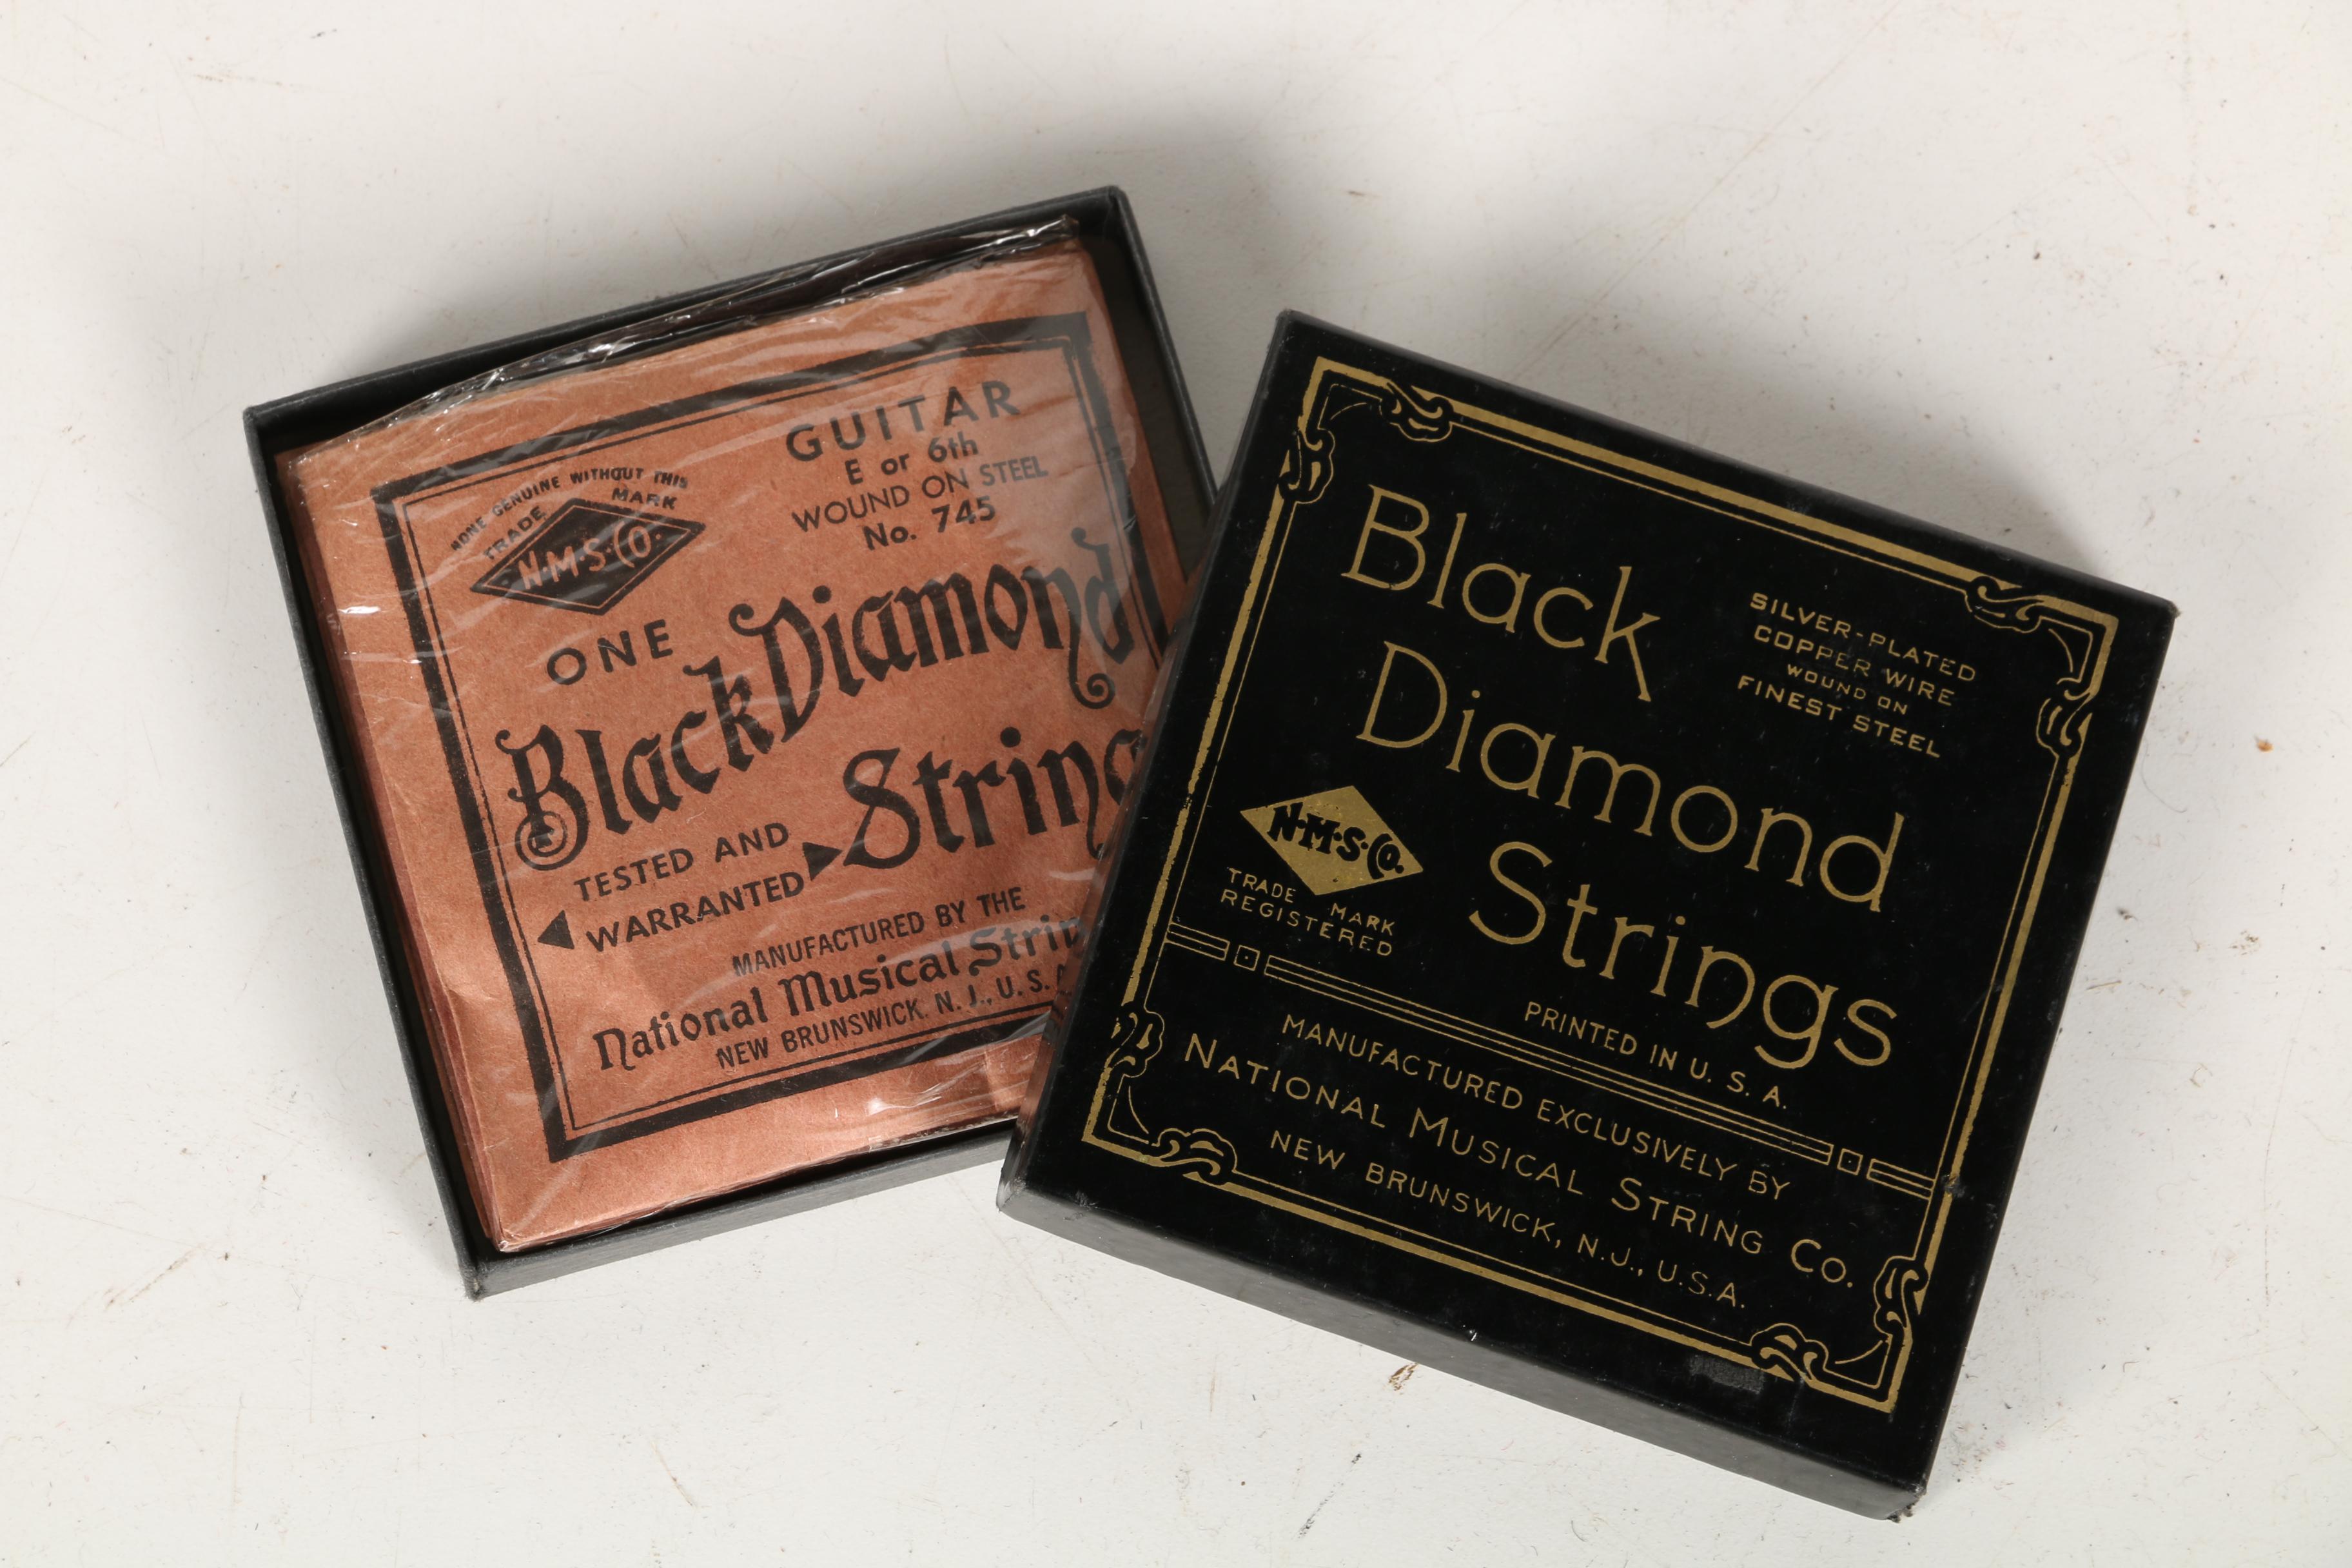 NONE GENUINE WITHOUT THIS
TRADE MARK
N·M·S·CO.
GUITAR
E or 6th
WOUND ON STEEL
No. 745
ONE
Black Diamond
String
TESTED AND
WARRANTED
MANUFACTURED BY THE
National Musical Strin
NEW BRUNSWICK, N. J., U. S. A
Black
Diamond
Strings
SILVER-PLATED
COPPER WIRE
WOUND ON
FINEST STEEL
N·M·S·Co.
TRADE MARK
REGISTERED
PRINTED IN U. S. A.
MANUFACTURED EXCLUSIVELY BY
NATIONAL MUSICAL STRING CO.
NEW BRUNSWICK, N.J., U.S.A.